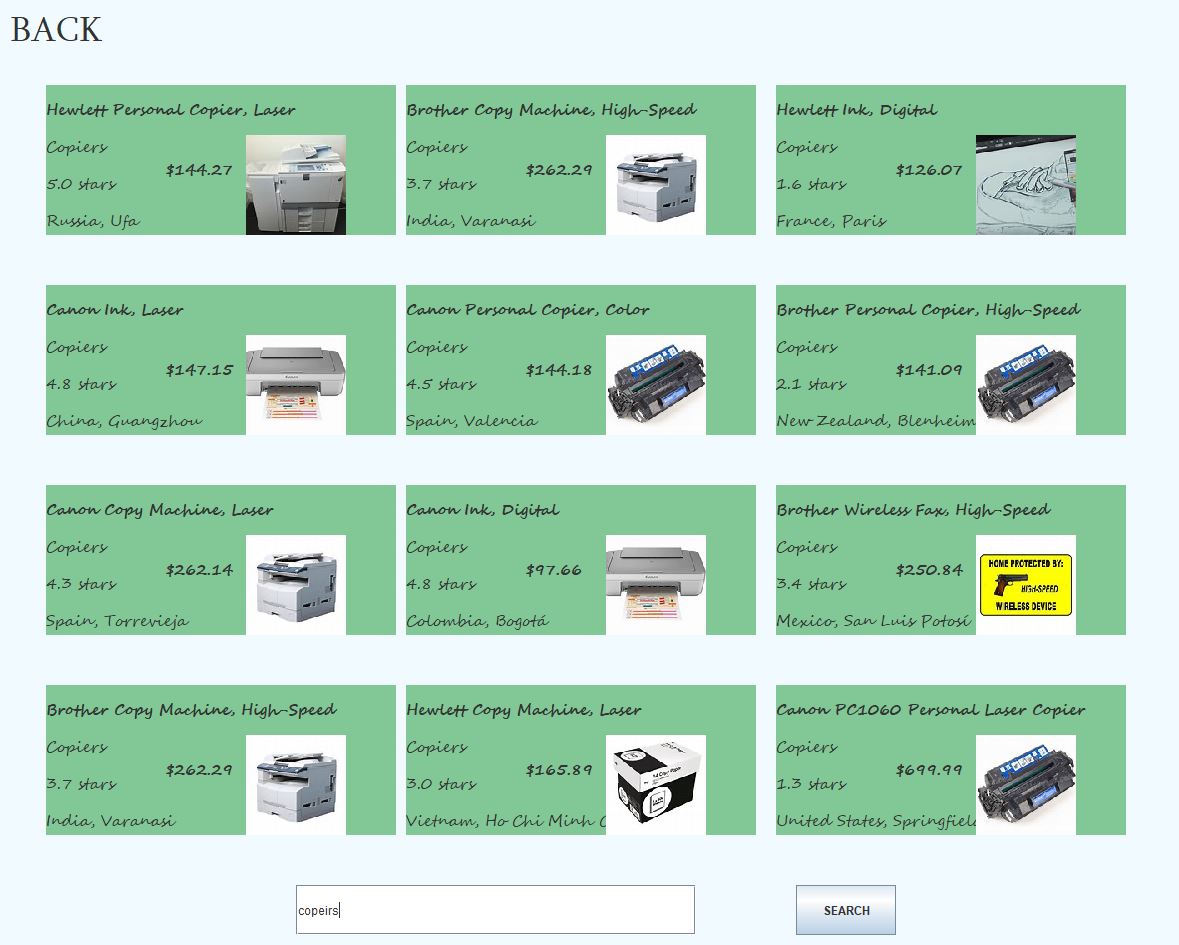 BACK
Hewlett Personal Copier, Laser
Copiers
$144.27
5.0 stars
Russia, Ufa
Brother Copy Machine, High-Speed
Copiers
$262.29
3.7 stars
India, Varanasi
Hewlett Ink, Digital
Copiers
$126.07
1.6 stars
France, Paris
Canon Ink, Laser
Copiers
$147.15
4.8 stars
China, Guangzhou
Canon Personal Copier, Color
Copiers
$144.18
4.5 stars
Spain, Valencia
Brother Personal Copier, High-Speed
Copiers
$141.09
2.1 stars
New Zealand, Blenheim
Canon Copy Machine, Laser
Copiers
$262.14
4.3 stars
Spain, Torrevieja
Canon Ink, Digital
Copiers
$97.66
4.8 stars
Colombia, Bogotá
Brother Wireless Fax, High-Speed
Copiers
$250.84
3.4 stars
Mexico, San Luis Potosí
HOME PROTECTED BY:
HIGH-SPEED
WIRELESS DEVICE
Brother Copy Machine, High-Speed
Copiers
$262.29
3.7 stars
India, Varanasi
Hewlett Copy Machine, Laser
Copiers
$165.89
3.0 stars
Vietnam, Ho Chi Minh C
Canon PC1060 Personal Laser Copier
Copiers
$699.99
1.3 stars
United States, Springfield
copeirs
SEARCH